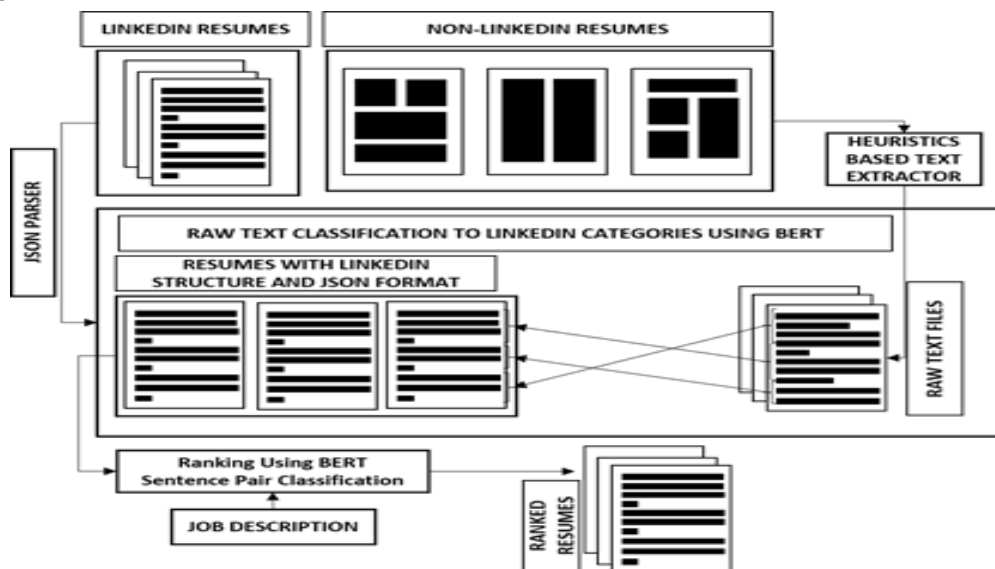 LINKEDIN RESUMES
NON-LINKEDIN RESUMES
HEURISTICS
BASED TEXT
EXTRACTOR
JSON PARSER
RAW TEXT CLASSIFICATION TO LINKEDIN CATEGORIES USING BERT
RESUMES WITH LINKEDIN
STRUCTURE AND JSON FORMAT
RAW TEXT FILES
Ranking Using BERT
Sentence Pair Classification
JOB DESCRIPTION
RANKED
RESUMES